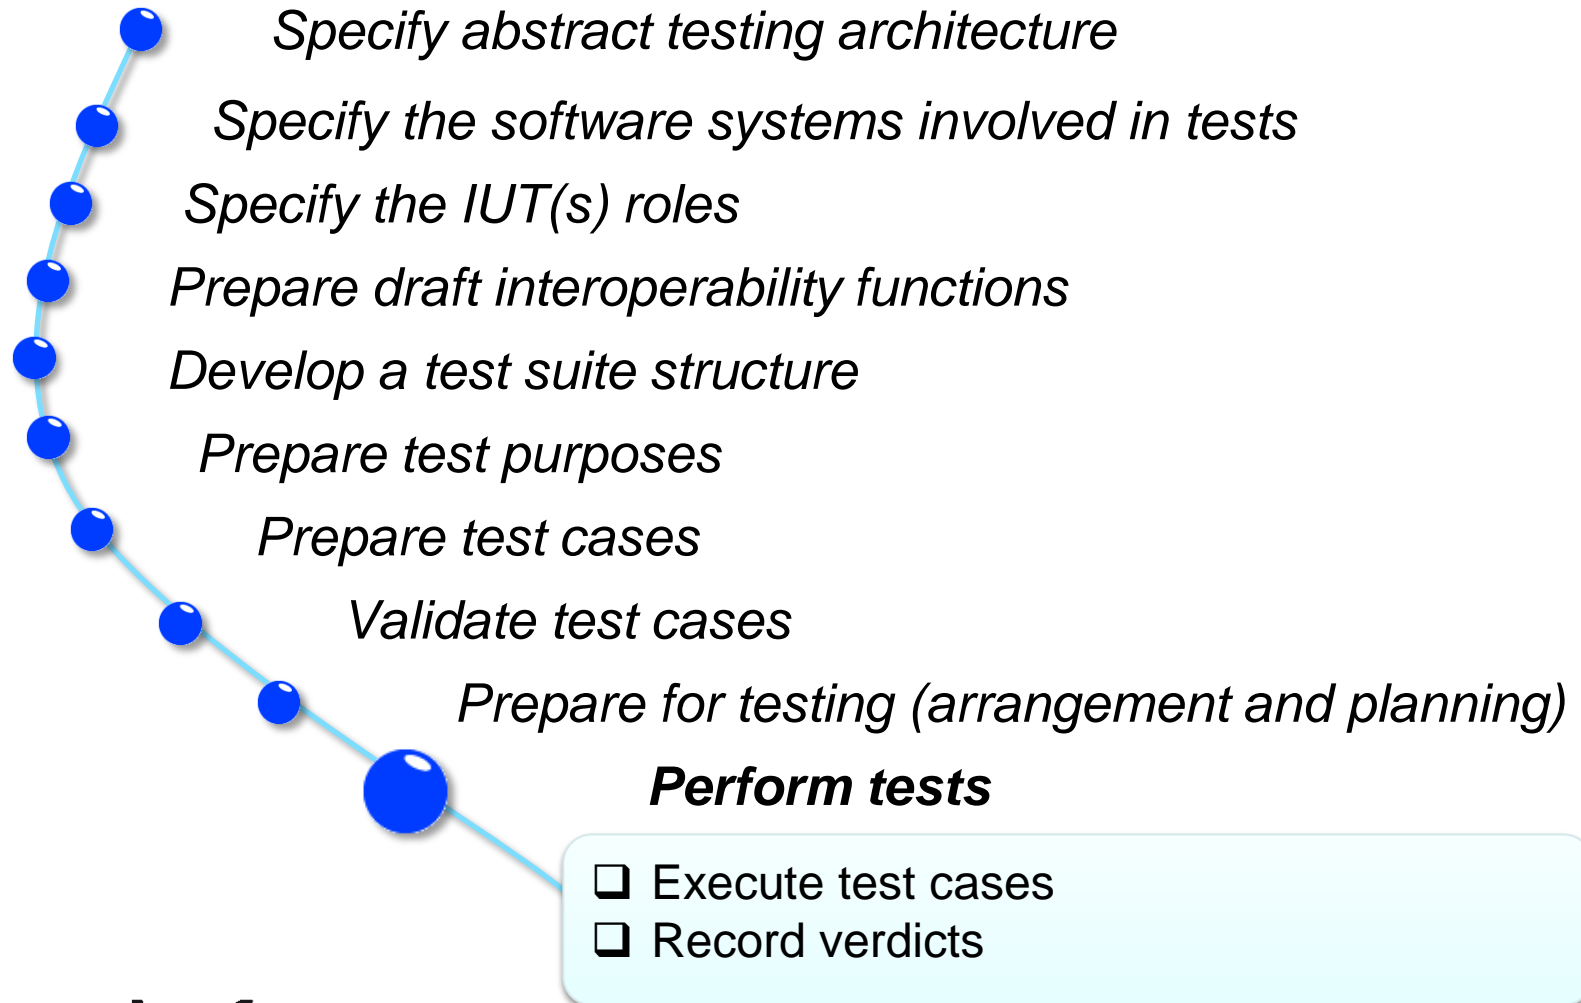 Specify abstract testing architecture
Specify the software systems involved in tests
Specify the IUT(s) roles
Prepare draft interoperability functions
Develop a test suite structure
Prepare test purposes
Prepare test cases
Validate test cases
Prepare for testing (arrangement and planning)
Perform tests
❑ Execute test cases
❑ Record verdicts